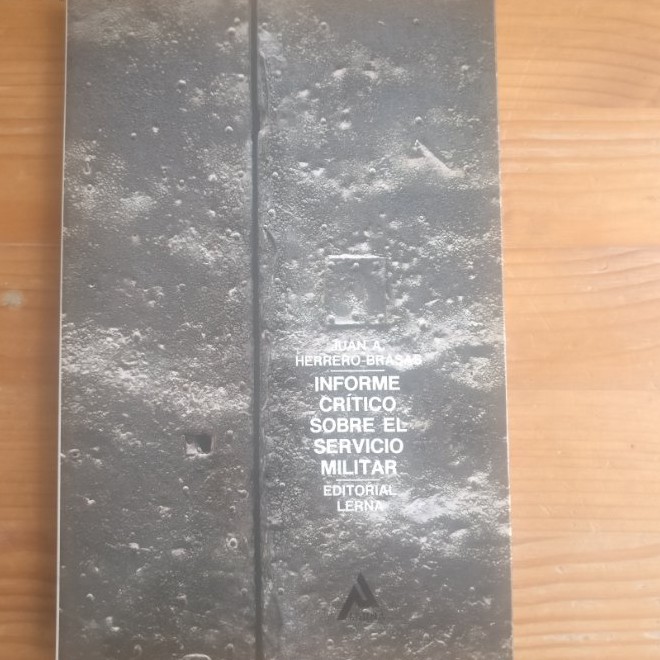 JUAN A.
HERRERO-BRASAS
INFORME
CRÍTICO
SOBRE EL
SERVICIO
MILITAR
EDITORIAL
LERNA